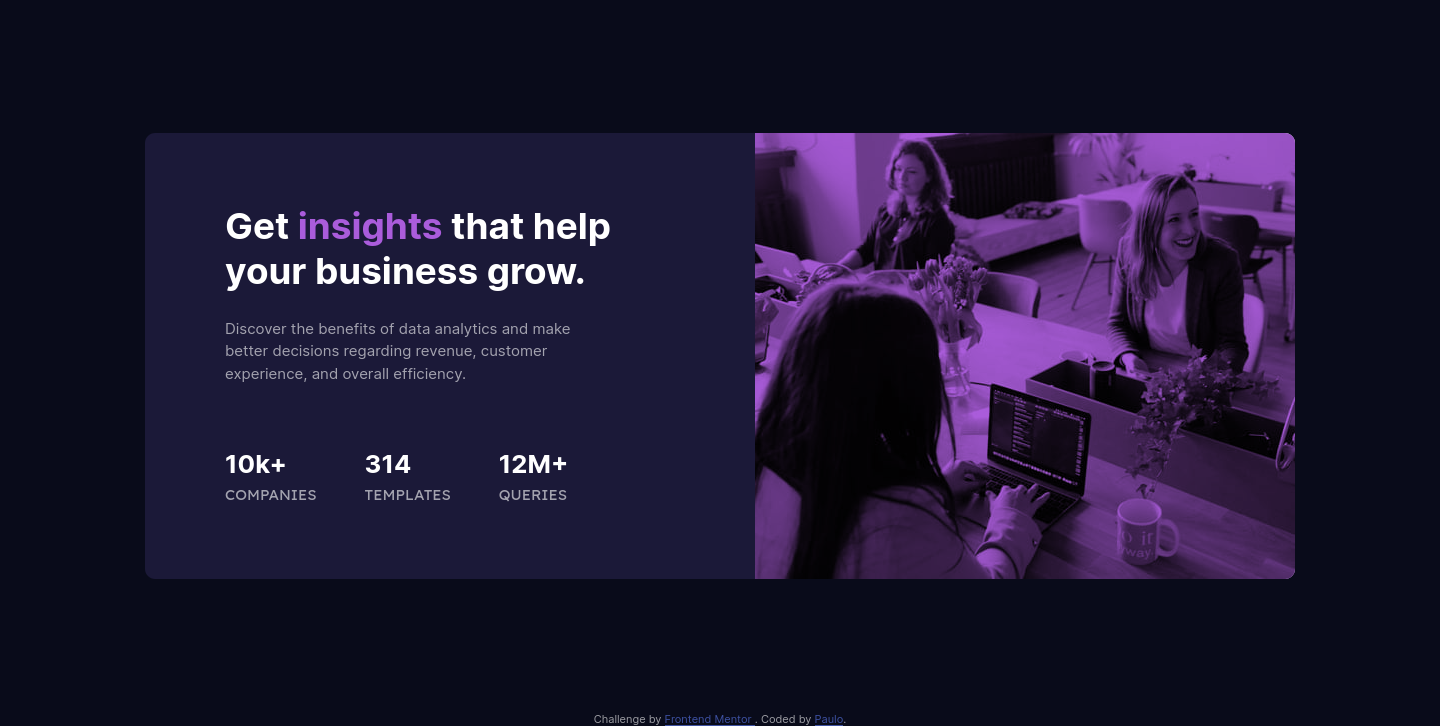 Get insights that help
your business grow.
Discover the benefits of data analytics and make
better decisions regarding revenue, customer
experience, and overall efficiency.
10k+ 314 12M+
COMPANIES TEMPLATES QUERIES
Challenge by Frontend Mentor . Coded by Paulo.